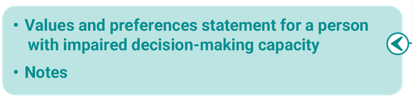 • Values and preferences statement for a person
with impaired decision-making capacity
• Notes